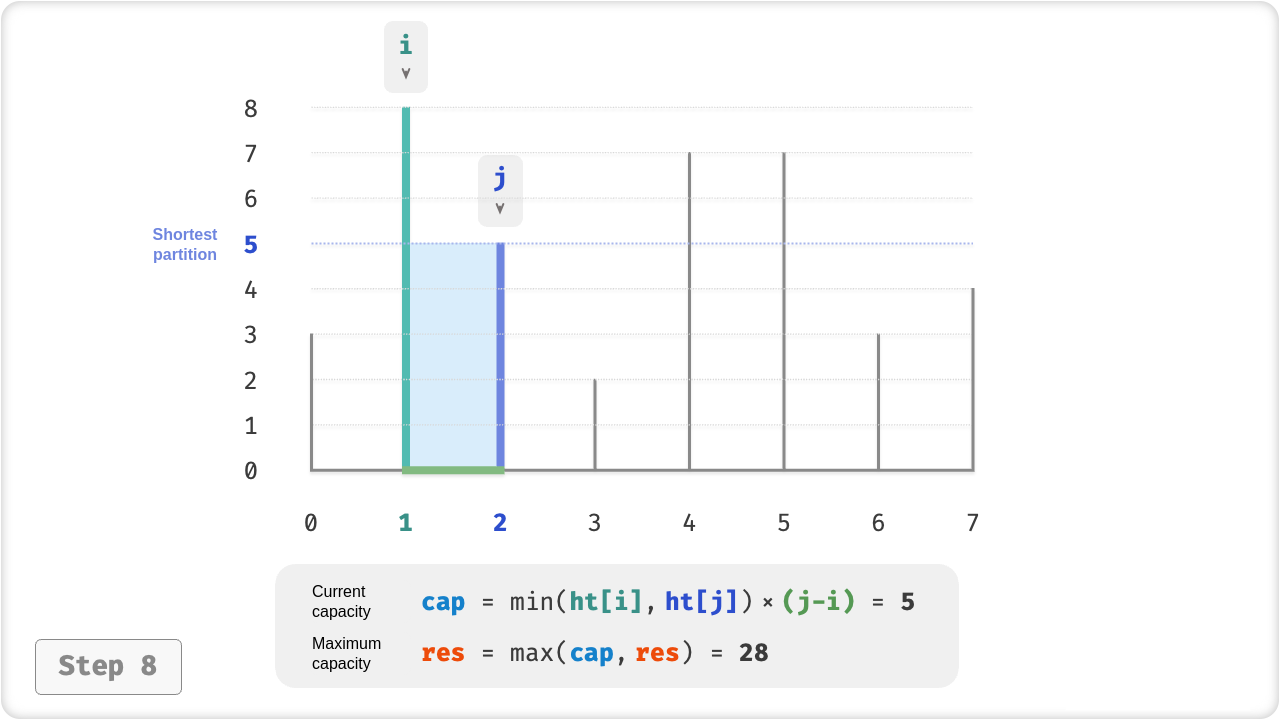 i
8
7
j
6
Shortest
partition
5
4
3
2
1
0
0 1 2 3 4 5 6 7
Current
capacity
cap = min(ht[i], ht[j]) × (j−i) = 5
Maximum
capacity
res = max(cap, res) = 28
Step 8